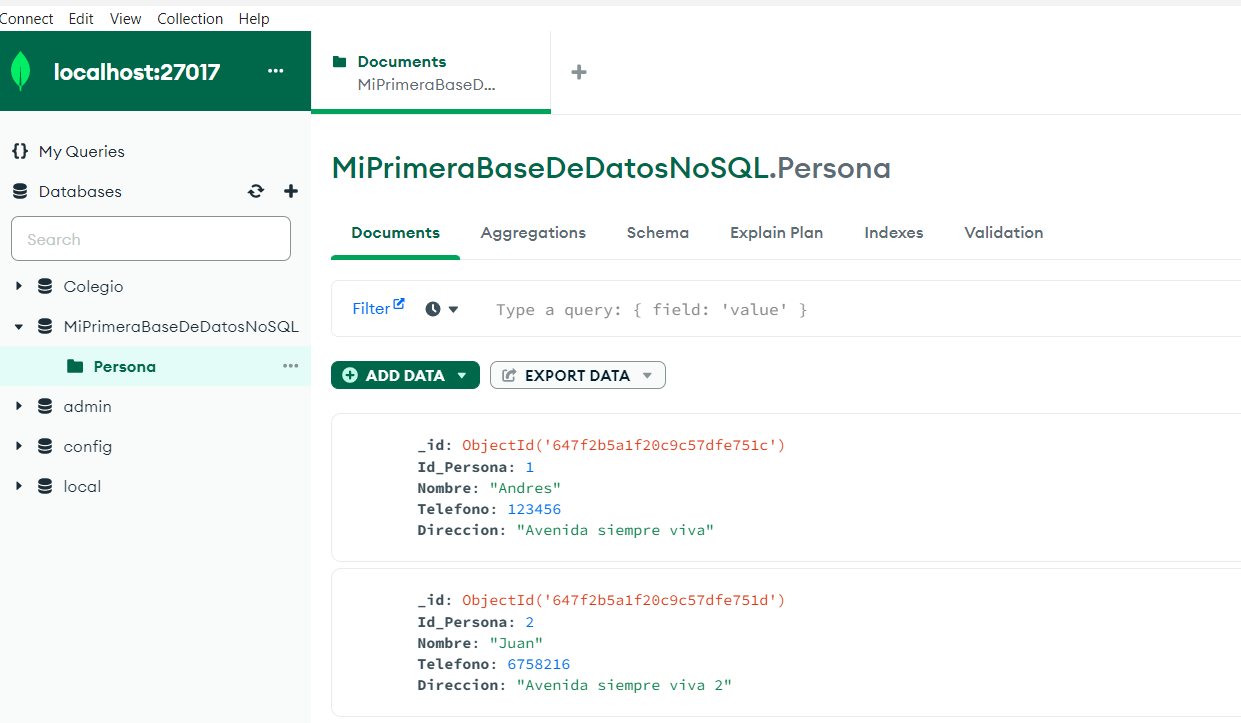 Connect Edit View Collection Help
localhost:27017 ...
Documents
MiPrimeraBaseD...
My Queries
Databases
Search
Colegio
MiPrimeraBaseDeDatosNoSQL
Persona
admin
config
local
MiPrimeraBaseDeDatosNoSQL.Persona
Documents Aggregations Schema Explain Plan Indexes Validation
Filter Type a query: { field: 'value' }
ADD DATA EXPORT DATA
_id: ObjectId('647f2b5a1f20c9c57dfe751c')
Id_Persona: 1
Nombre: "Andres"
Telefono: 123456
Direccion: "Avenida siempre viva"
_id: ObjectId('647f2b5a1f20c9c57dfe751d')
Id_Persona: 2
Nombre: "Juan"
Telefono: 6758216
Direccion: "Avenida siempre viva 2"